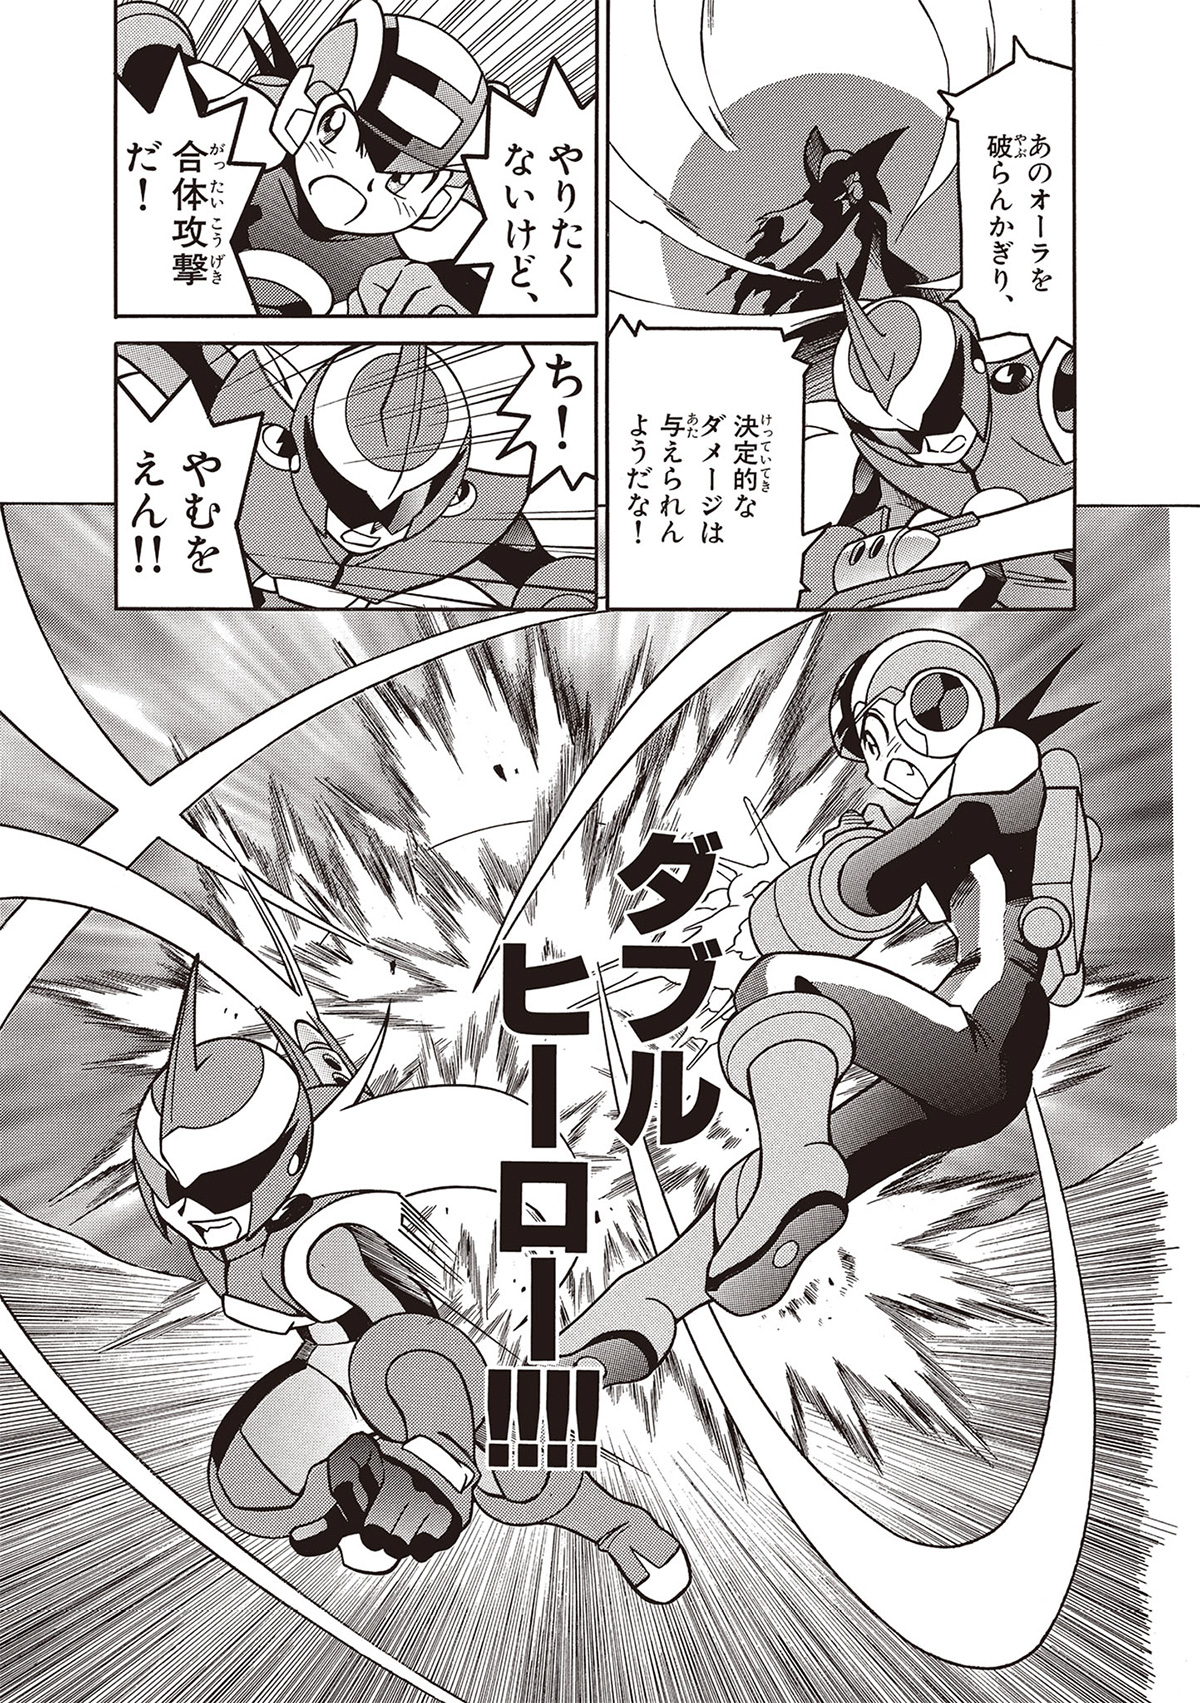 あのオーラを
破らんかぎり、
決定的な
ダメージは
与えられん
ようだな!
やりたく
ないけど、
合体攻撃
だ!
ち!
やむを
えん!!
ダブル
ヒーロー!!!!